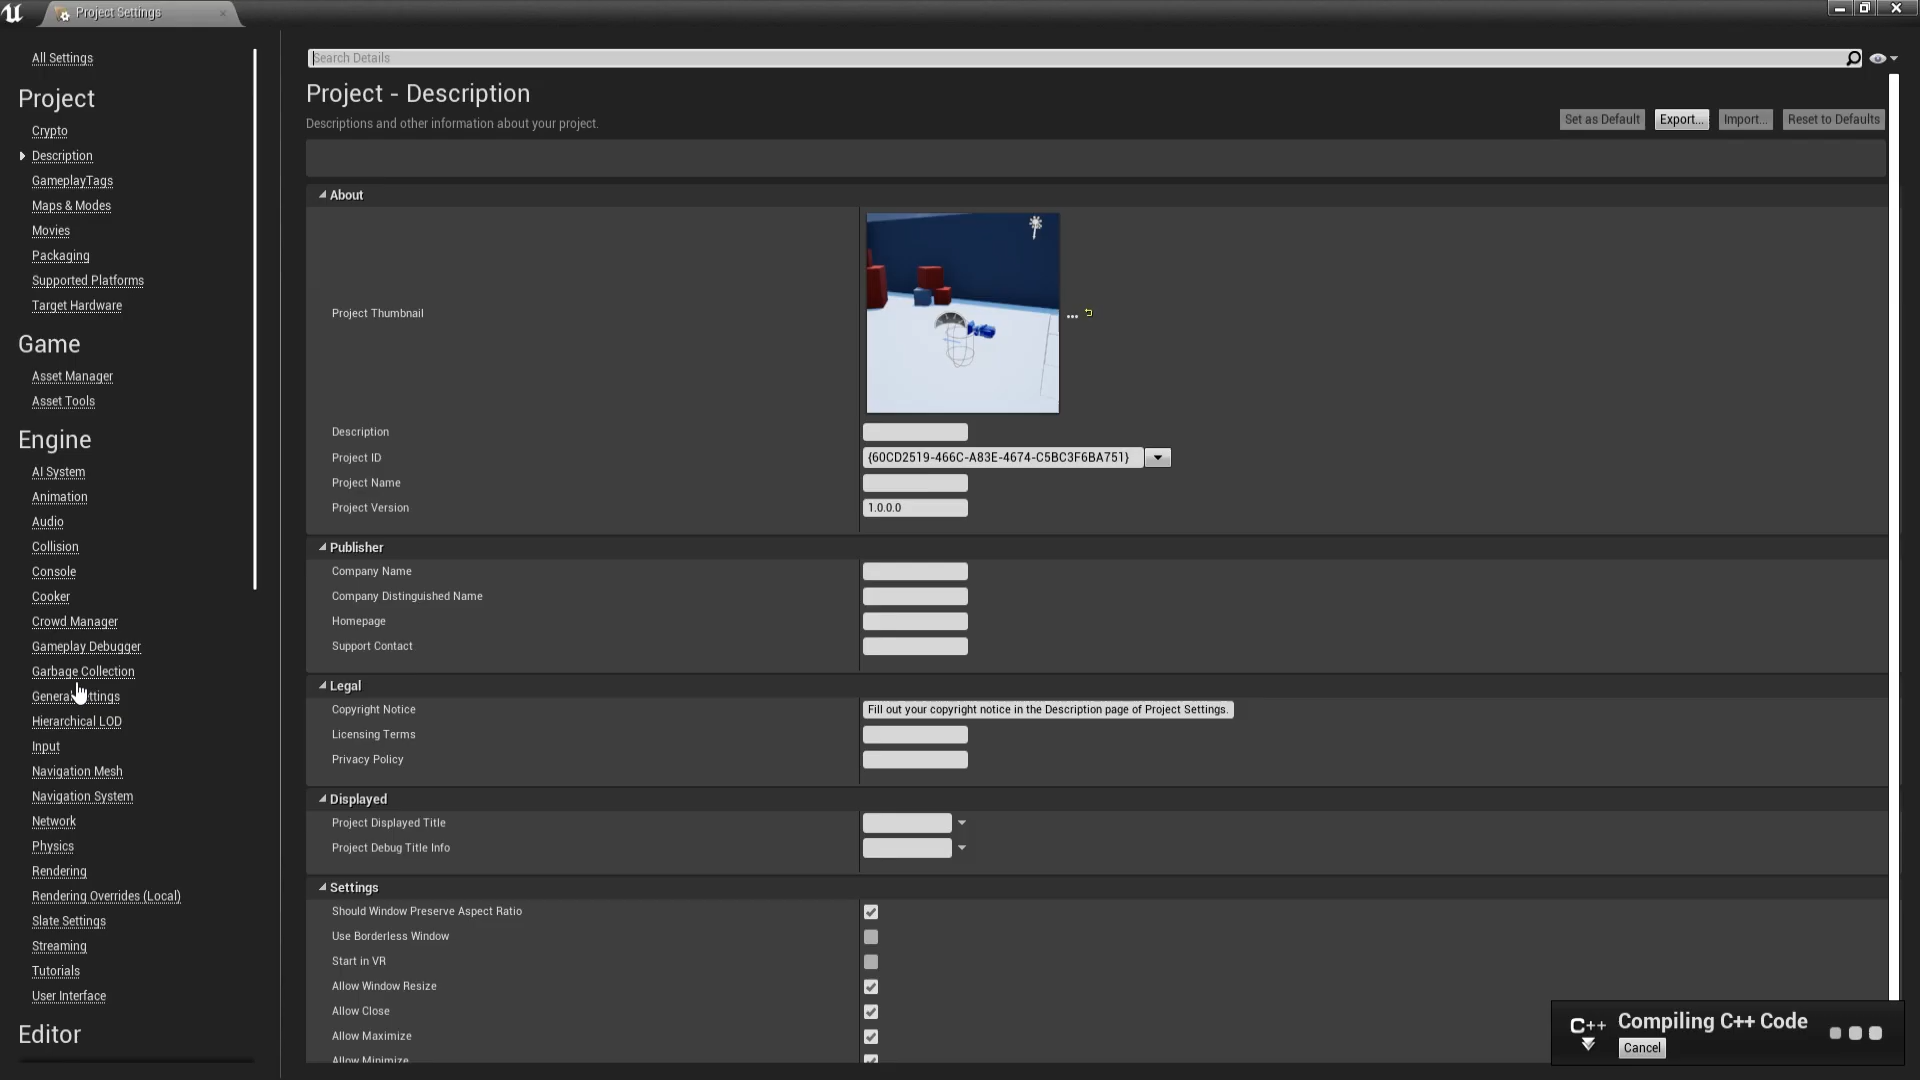 Project Settings
All Settings
Project
Crypto
Description
GameplayTags
Maps & Modes
Movies
Packaging
Supported Platforms
Target Hardware
Game
Asset Manager
Asset Tools
Engine
AI System
Animation
Audio
Collision
Console
Cooker
Crowd Manager
Gameplay Debugger
Garbage Collection
General Settings
Hierarchical LOD
Input
Navigation Mesh
Navigation System
Network
Physics
Rendering
Rendering Overrides (Local)
Slate Settings
Streaming
Tutorials
User Interface
Editor
Search Details
Project - Description
Descriptions and other information about your project.
Set as Default Export... Import... Reset to Defaults
About
Project Thumbnail
Description
Project ID {60CD2519-466C-A83E-4674-C5BC3F6BA751}
Project Name
Project Version 1.0.0.0
Publisher
Company Name
Company Distinguished Name
Homepage
Support Contact
Legal
Copyright Notice Fill out your copyright notice in the Description page of Project Settings.
Licensing Terms
Privacy Policy
Displayed
Project Displayed Title
Project Debug Title Info
Settings
Should Window Preserve Aspect Ratio
Use Borderless Window
Start in VR
Allow Window Resize
Allow Close
Allow Maximize
Allow Minimize
C++ Compiling C++ Code
Cancel